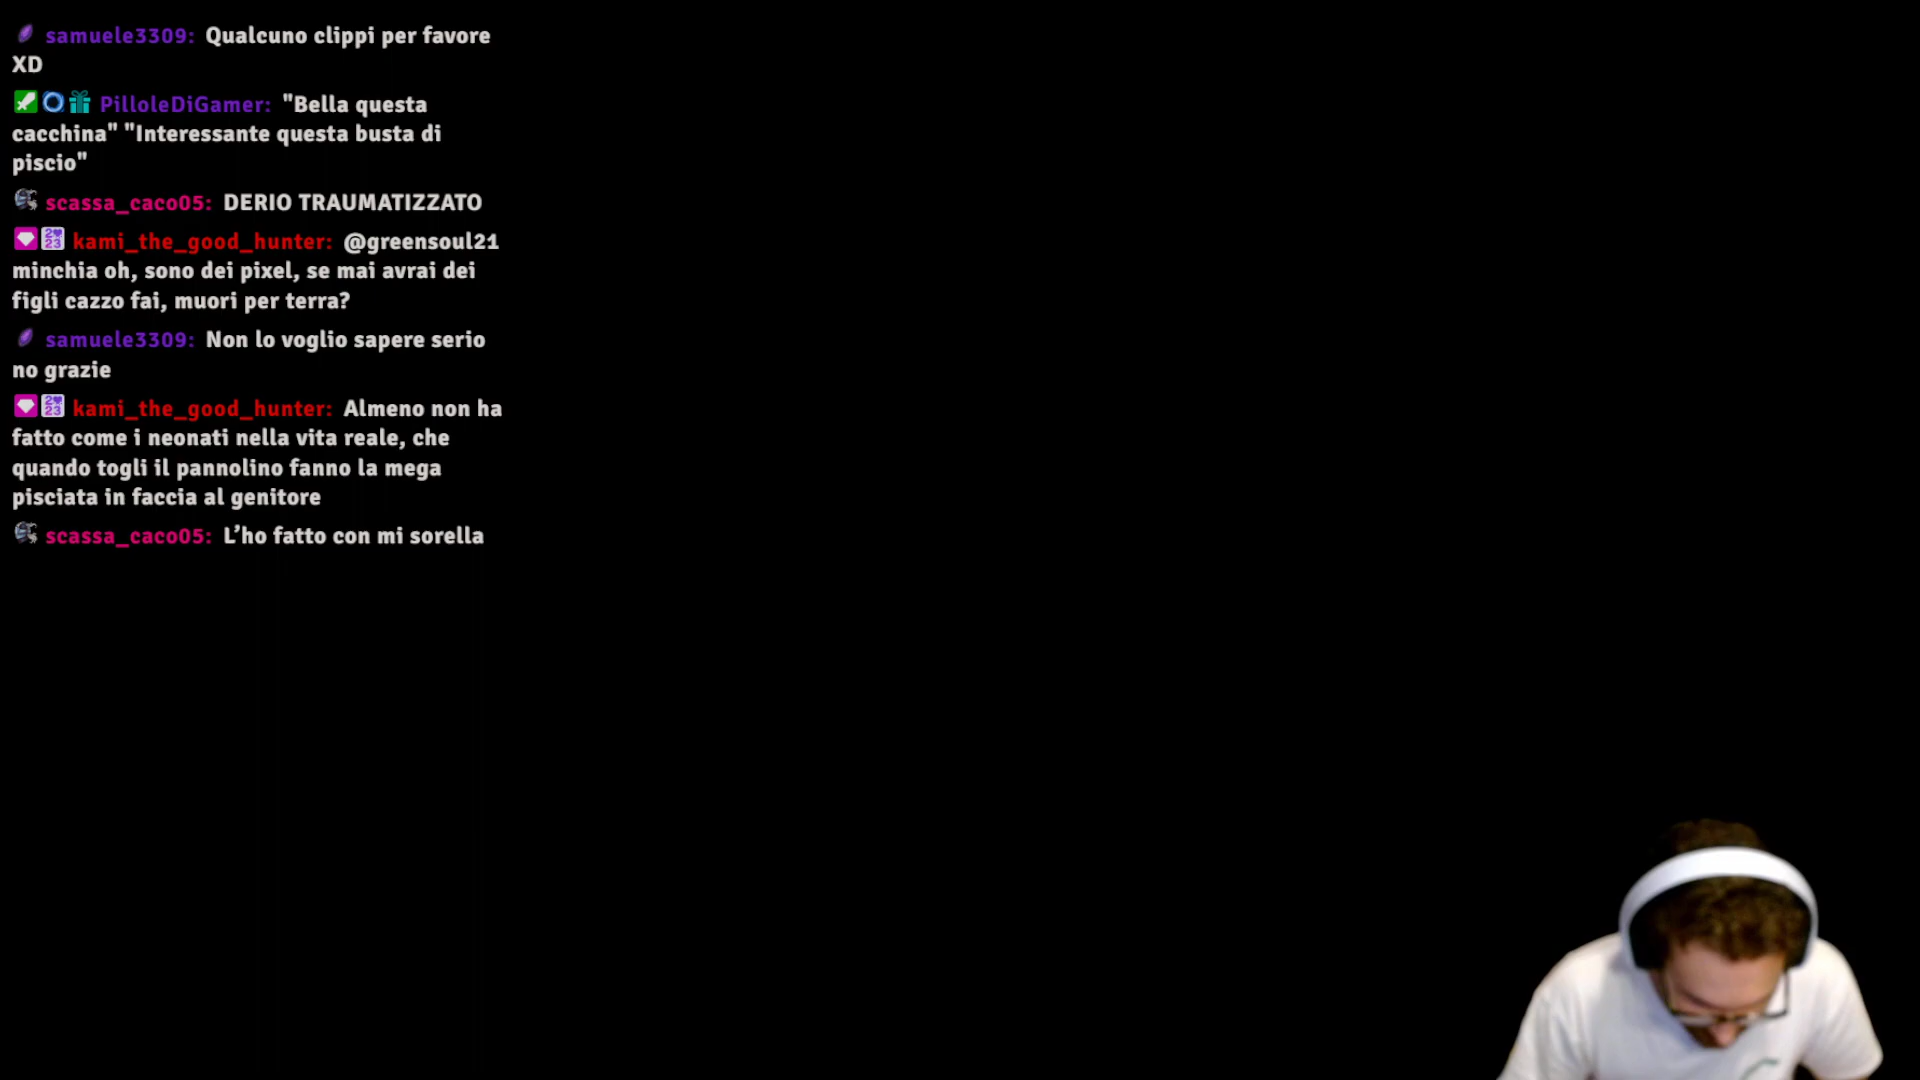 samuele3309: Qualcuno clippi per favore
XD
PilloleDiGamer: "Bella questa
cacchina" "Interessante questa busta di
piscio"
scassa_caco05: DERIO TRAUMATIZZATO
2023 kami_the_good_hunter: @greensoul21
minchia oh, sono dei pixel, se mai avrai dei
figli cazzo fai, muori per terra?
samuele3309: Non lo voglio sapere serio
no grazie
2023 kami_the_good_hunter: Almeno non ha
fatto come i neonati nella vita reale, che
quando togli il pannolino fanno la mega
pisciata in faccia al genitore
scassa_caco05: L’ho fatto con mi sorella